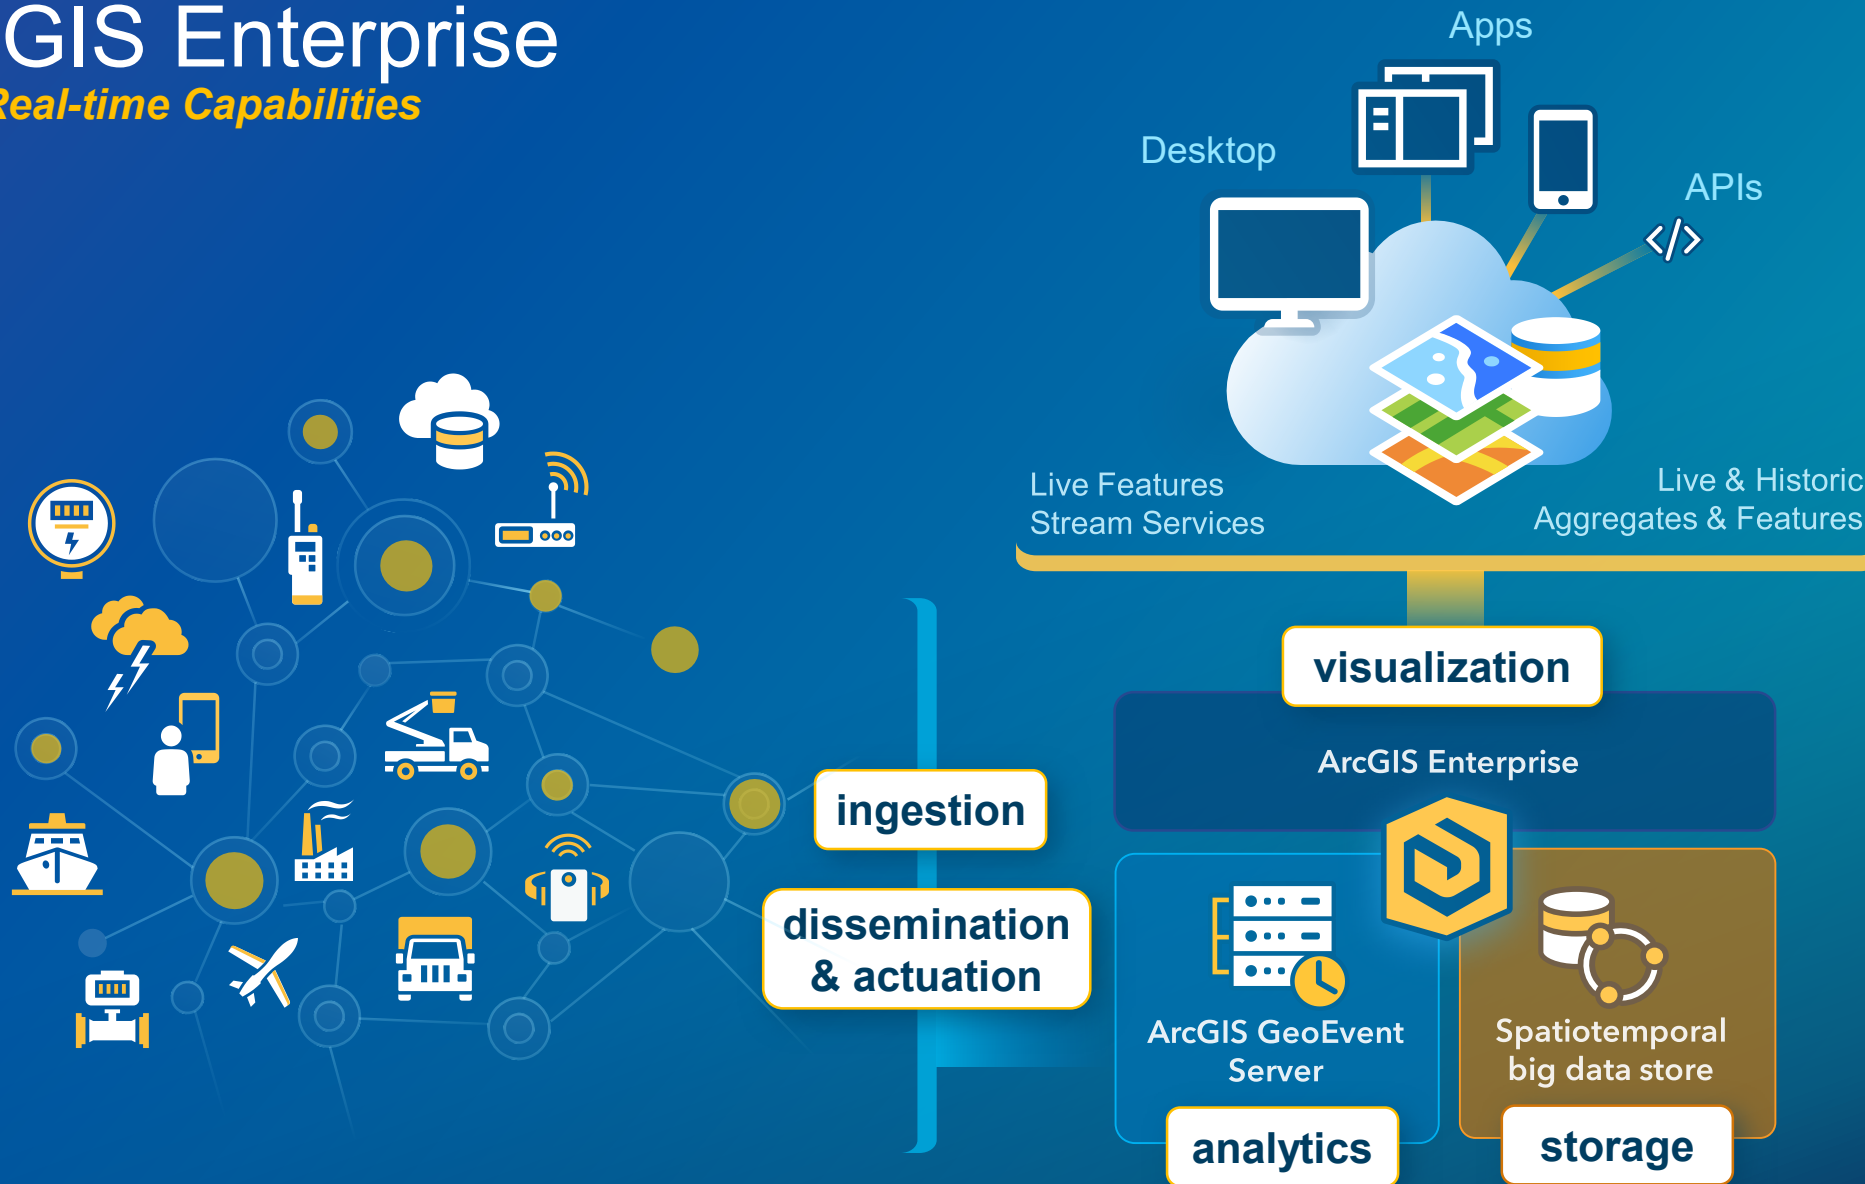 GIS Enterprise
Real-time Capabilities
Apps
Desktop
APIs
</>
Live Features
Stream Services
Live & Historic
Aggregates & Features
visualization
ArcGIS Enterprise
ingestion
dissemination
& actuation
ArcGIS GeoEvent
Server
Spatiotemporal
big data store
analytics
storage